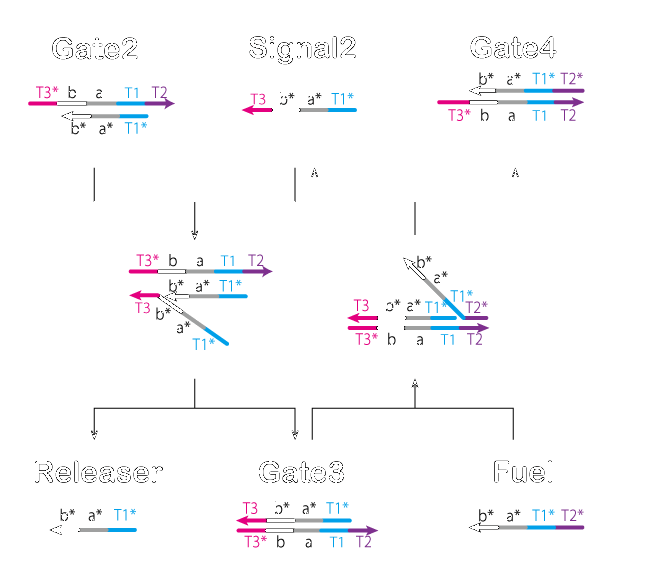 Gate2 Signal2 Gate4
T3* b a T1 T2
b* a* T1*
T3 b* a* T1*
b* a* T1* T2*
T3* b a T1 T2
T3* b a T1 T2
b* a* T1*
T3 b* a* T1*
b* a* T1* T2*
T3 b* a* T1*
T3* b a T1 T2
Releaser Gate3 Fuel
b* a* T1*
T3 b* a* T1*
T3* b a T1 T2
b* a* T1* T2*